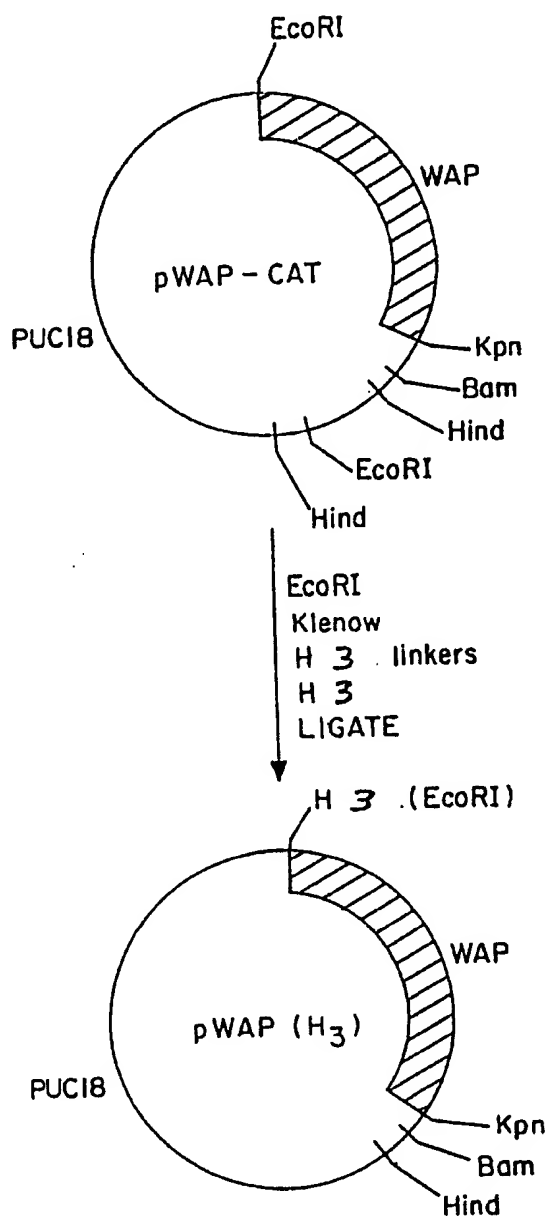 EcoRI
WAP
pWAP-CAT
PUC18
Kpn
Bam
Hind
EcoRI
Hind
EcoRI
Klenow
H 3 . linkers
H 3
LIGATE
H 3 .(EcoRI)
WAP
pWAP (H3)
PUC18
Kpn
Bam
Hind